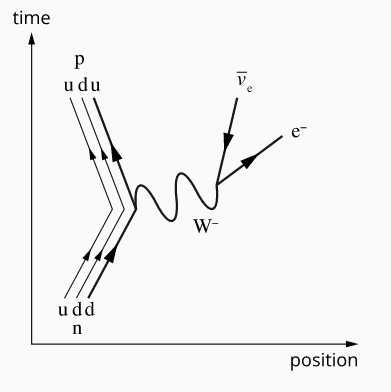 time
p
u d u
ν̅ₑ
e⁻
W⁻
u d d
n
position